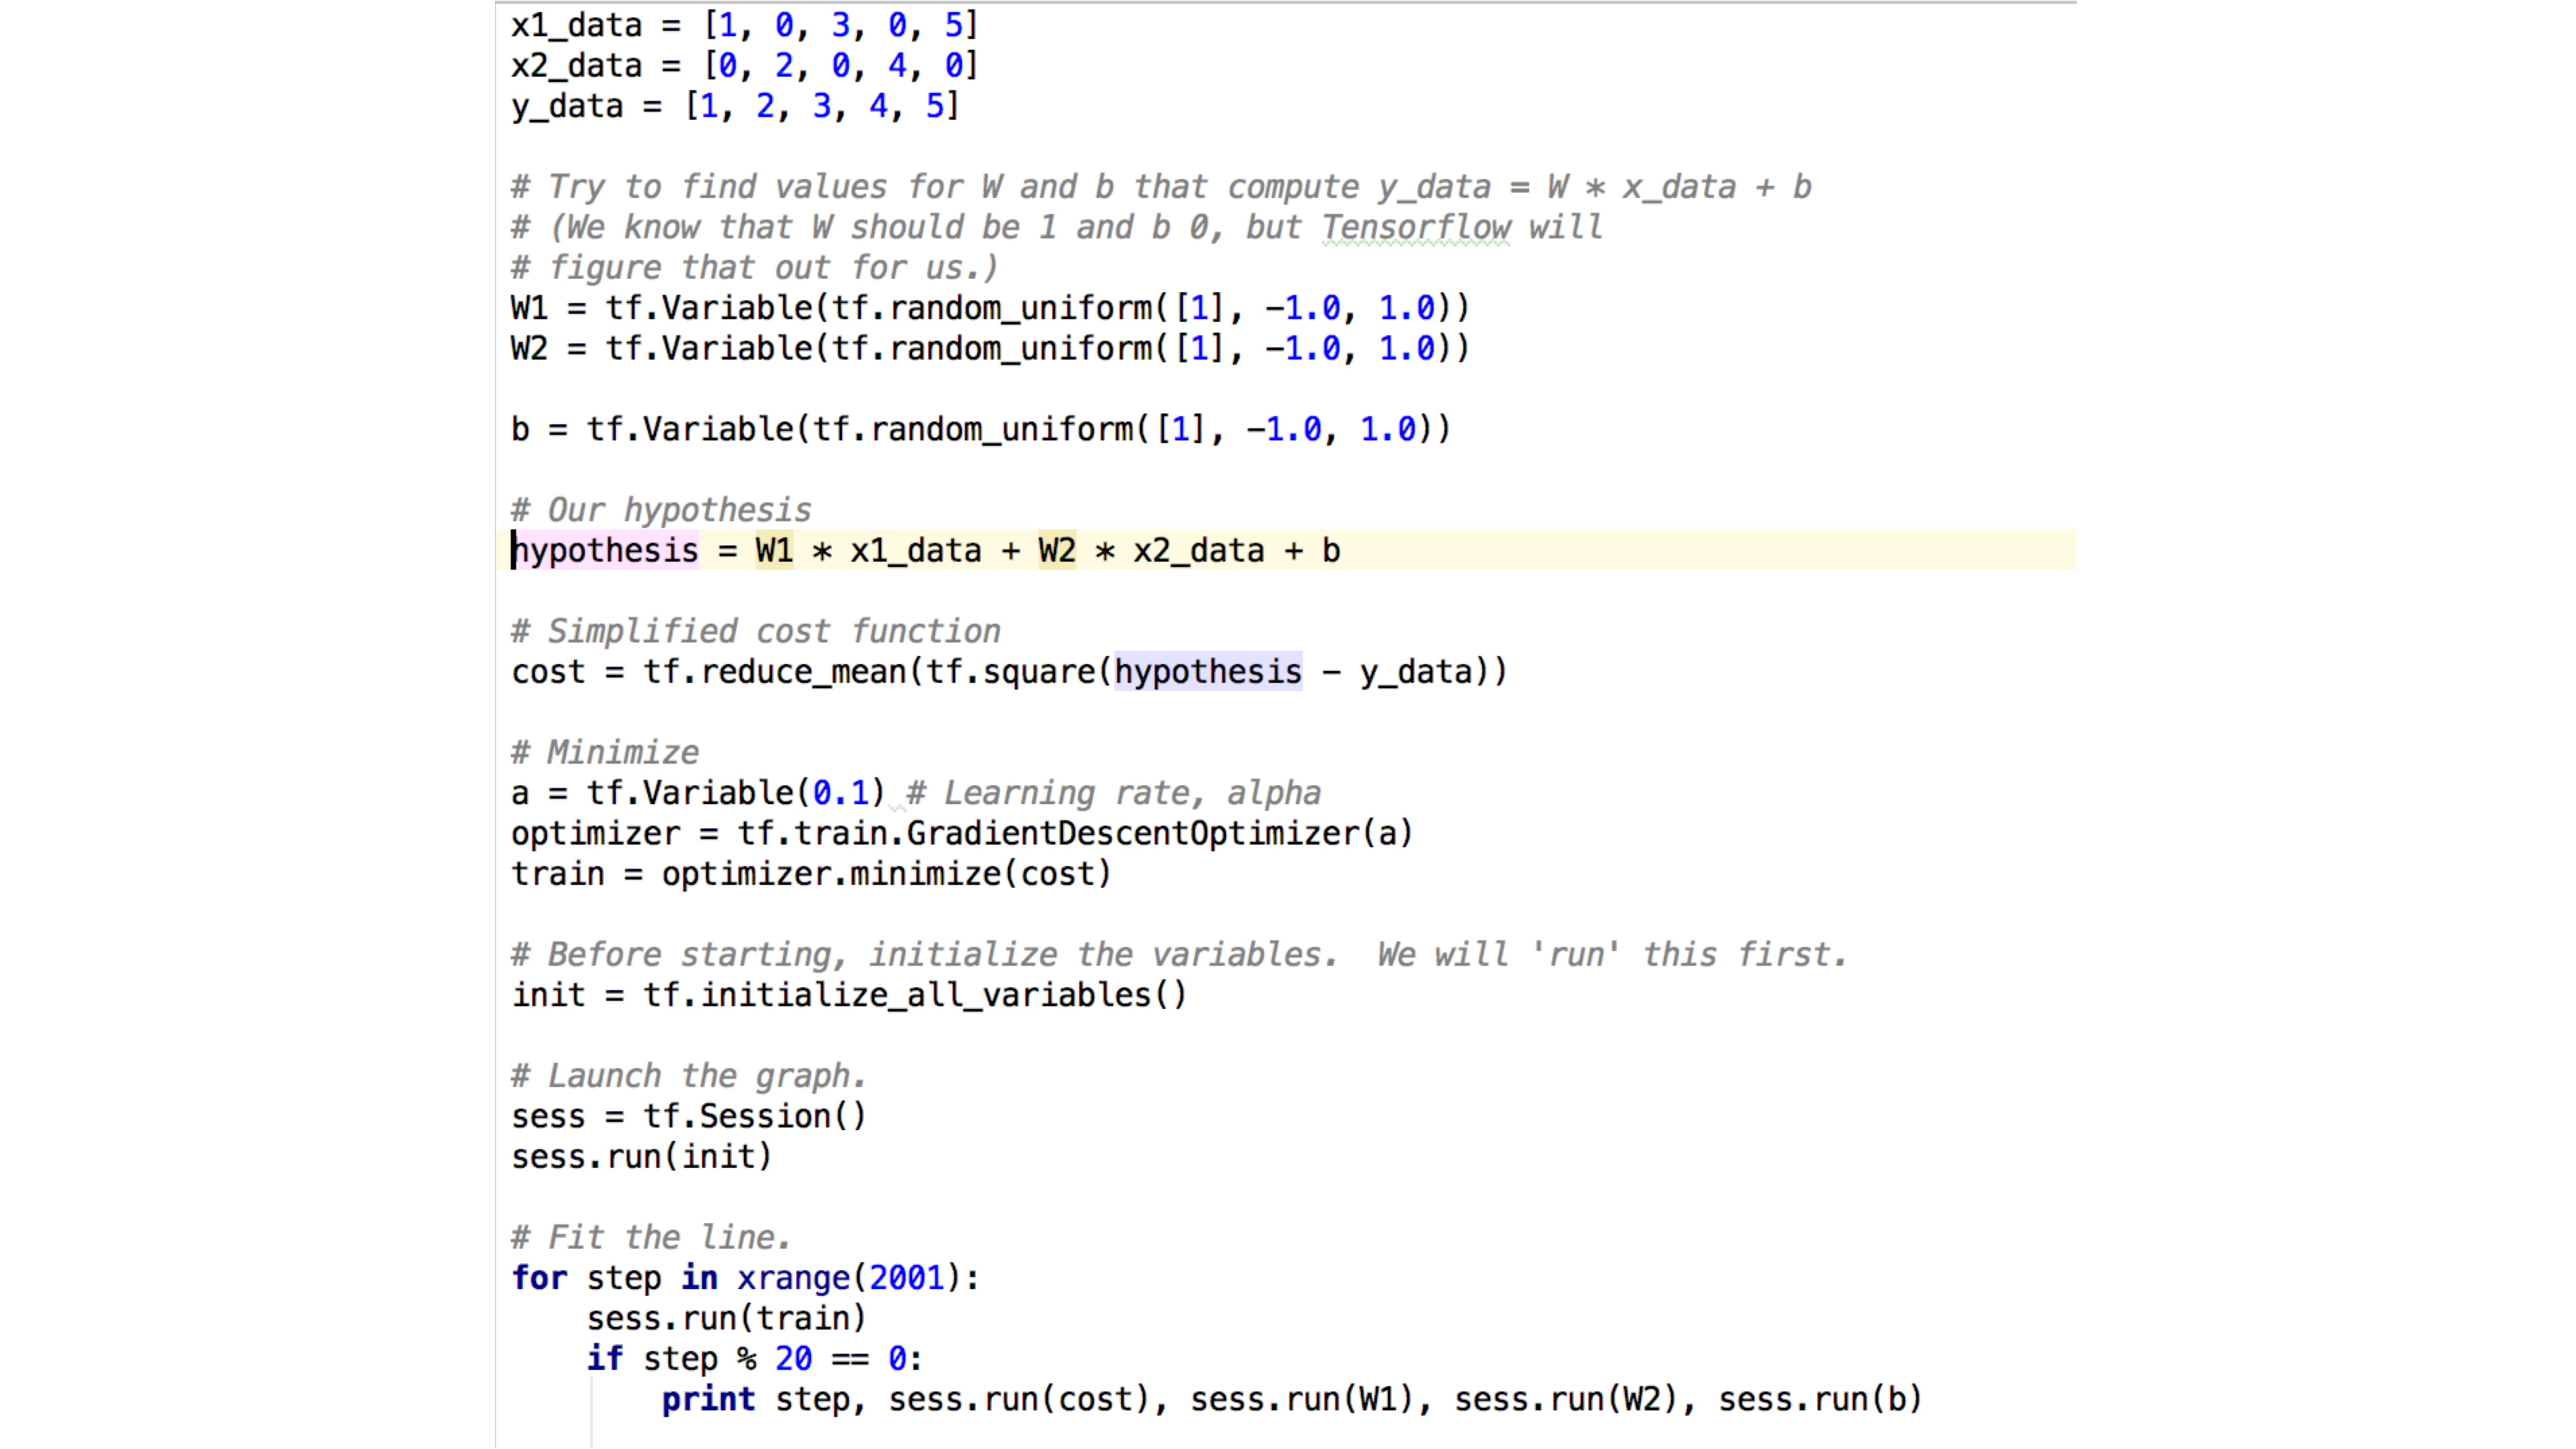 x1_data = [1, 0, 3, 0, 5]
x2_data = [0, 2, 0, 4, 0]
y_data = [1, 2, 3, 4, 5]
# Try to find values for W and b that compute y_data = W * x_data + b
# (We know that W should be 1 and b 0, but Tensorflow will
# figure that out for us.)
W1 = tf.Variable(tf.random_uniform([1], -1.0, 1.0))
W2 = tf.Variable(tf.random_uniform([1], -1.0, 1.0))
b = tf.Variable(tf.random_uniform([1], -1.0, 1.0))
# Our hypothesis
hypothesis = W1 * x1_data + W2 * x2_data + b
# Simplified cost function
cost = tf.reduce_mean(tf.square(hypothesis - y_data))
# Minimize
a = tf.Variable(0.1) # Learning rate, alpha
optimizer = tf.train.GradientDescentOptimizer(a)
train = optimizer.minimize(cost)
# Before starting, initialize the variables.  We will 'run' this first.
init = tf.initialize_all_variables()
# Launch the graph.
sess = tf.Session()
sess.run(init)
# Fit the line.
for step in xrange(2001):
    sess.run(train)
    if step % 20 == 0:
        print step, sess.run(cost), sess.run(W1), sess.run(W2), sess.run(b)